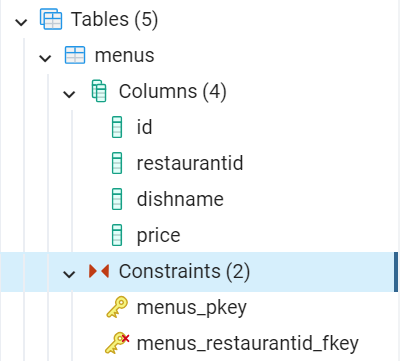 Tables (5)
menus
Columns (4)
id
restaurantid
dishname
price
Constraints (2)
menus_pkey
menus_restaurantid_fkey